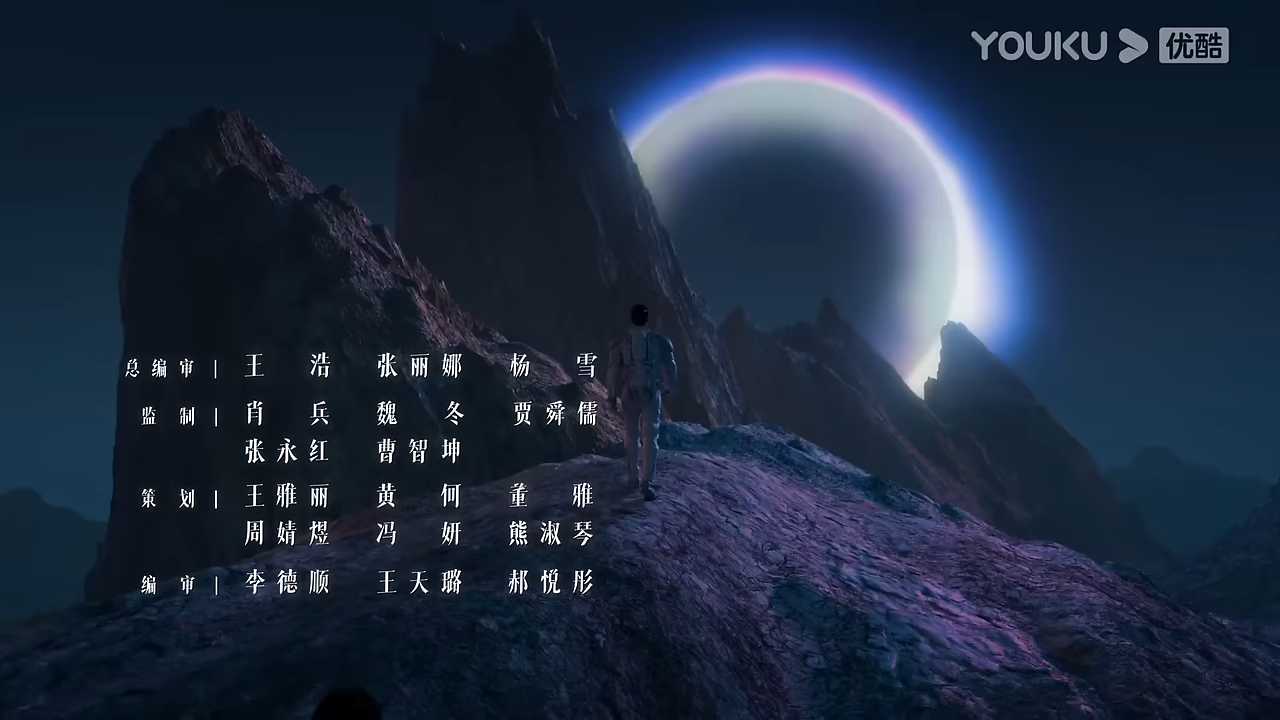 YOUKU 优酷
总编审 | 王浩 张丽娜 杨雪
监制 | 肖兵 魏冬 贾舜儒
张永红 曹智坤
策划 | 王雅丽 黄何 董雅
周婧煜 冯妍 熊淑琴
编审 | 李德顺 王天璐 郝悦彤